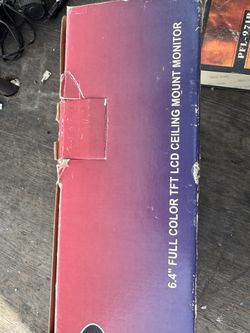 6.4" FULL COLOR TFT LCD CEILING MOUNT MONITOR